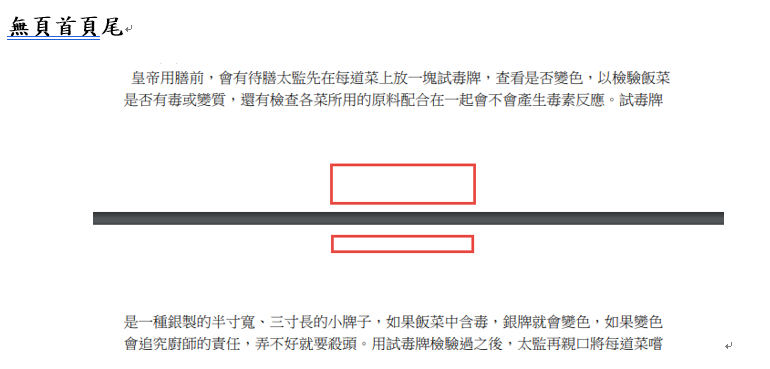 無頁首頁尾
皇帝用膳前，會有待膳太監先在每道菜上放一塊試毒牌，查看是否變色，以檢驗飯菜
是否有毒或變質，還有檢查各菜所用的原料配合在一起會不會產生毒素反應。試毒牌
是一種銀製的半寸寬、三寸長的小牌子，如果飯菜中含毒，銀牌就會變色，如果變色
會追究廚師的責任，弄不好就要殺頭。用試毒牌檢驗過之後，太監再親口將每道菜嚐